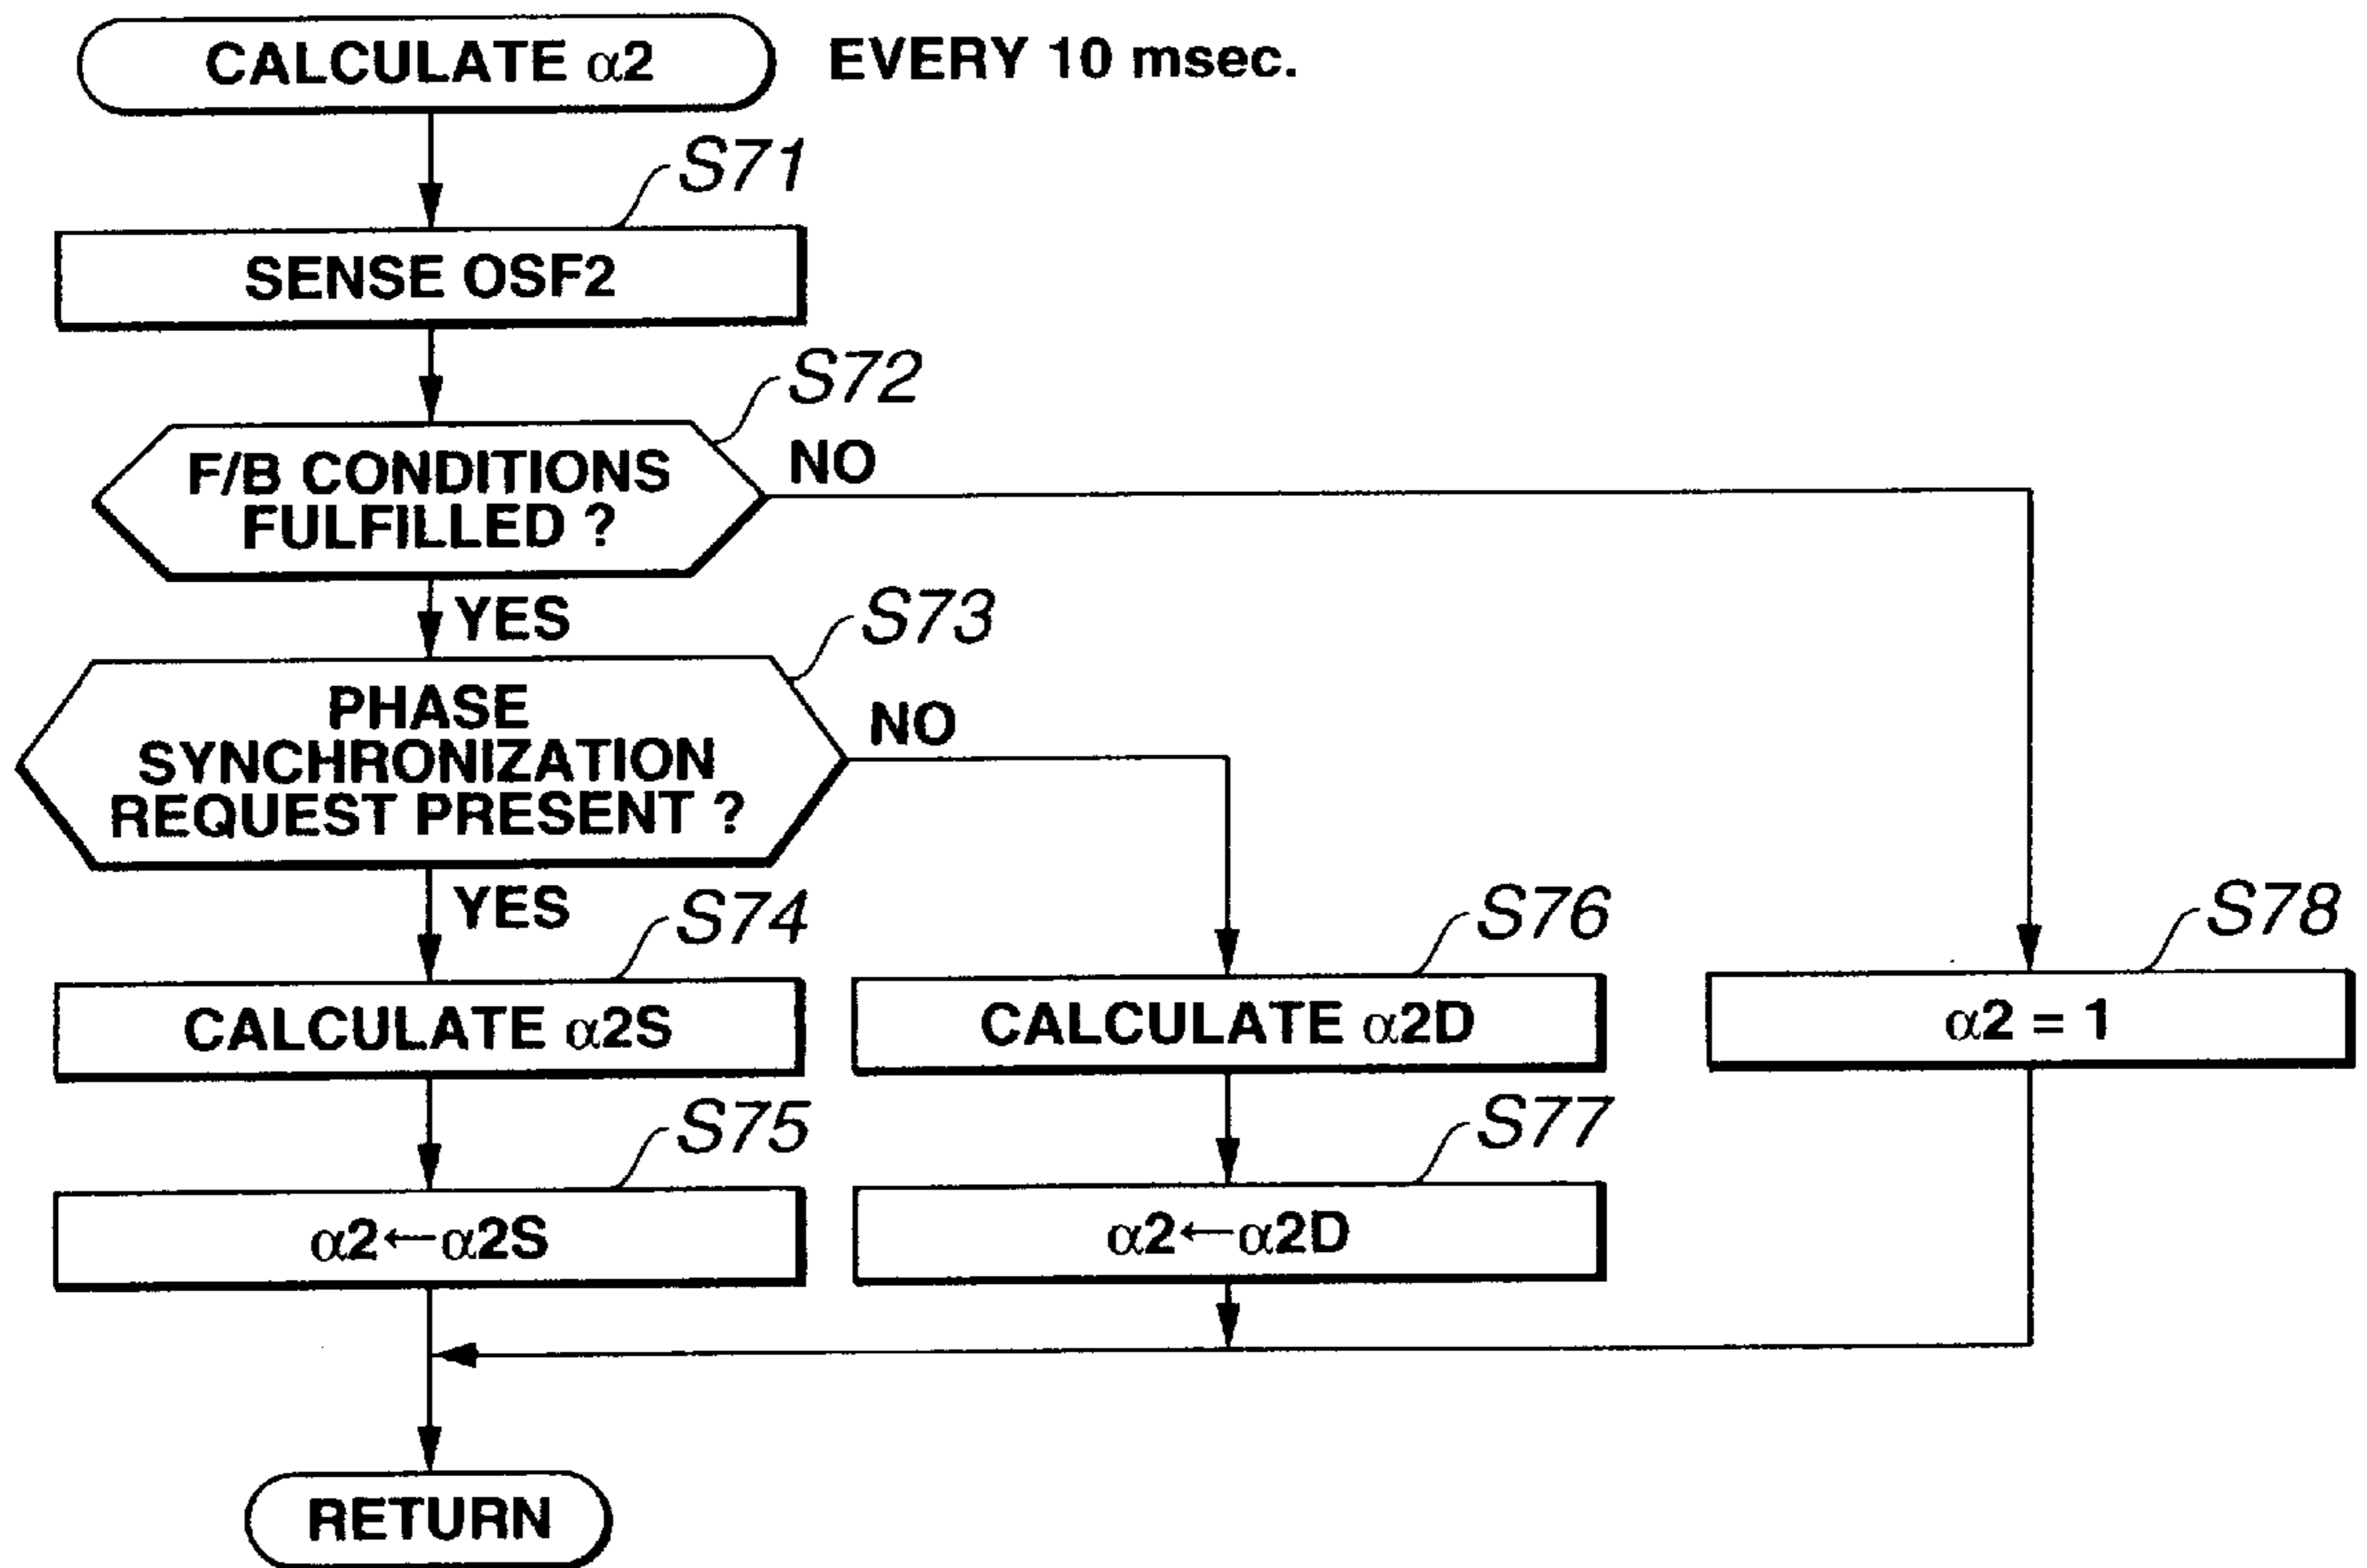 CALCULATE α2
EVERY 10 msec.
S71
SENSE OSF2
S72
F/B CONDITIONS
FULFILLED ?
NO
YES
S73
PHASE
SYNCHRONIZATION
REQUEST PRESENT ?
NO
YES
S74
CALCULATE α2S
S76
CALCULATE α2D
S78
α2 = 1
S75
α2←α2S
S77
α2←α2D
RETURN